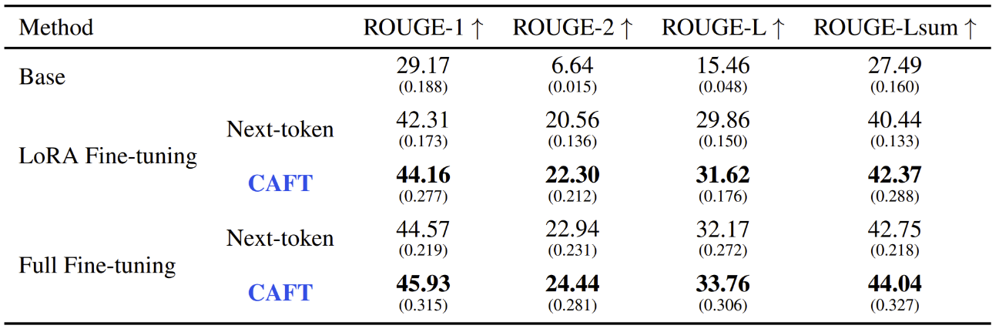 Method ROUGE-1 ↑ ROUGE-2 ↑ ROUGE-L ↑ ROUGE-Lsum ↑
Base 29.17 6.64 15.46 27.49
(0.188) (0.015) (0.048) (0.160)
LoRA Fine-tuning
Next-token 42.31 20.56 29.86 40.44
(0.173) (0.136) (0.150) (0.133)
CAFT 44.16 22.30 31.62 42.37
(0.277) (0.212) (0.176) (0.288)
Full Fine-tuning
Next-token 44.57 22.94 32.17 42.75
(0.219) (0.231) (0.272) (0.218)
CAFT 45.93 24.44 33.76 44.04
(0.315) (0.281) (0.306) (0.327)